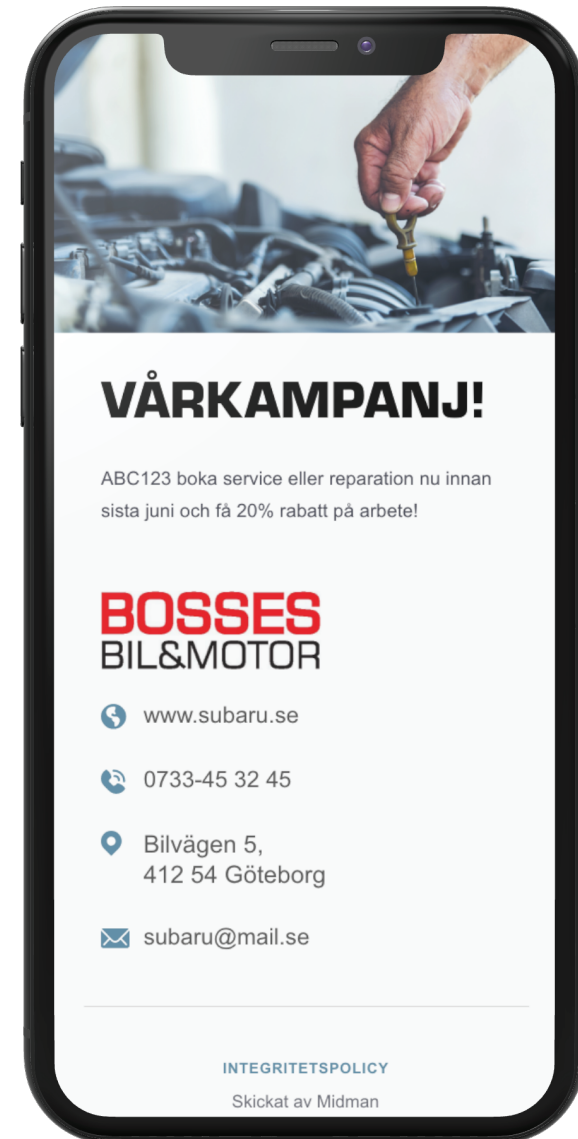 VÅRKAMPANJ!
ABC123 boka service eller reparation nu innan
sista juni och få 20% rabatt på arbete!
BOSSES
BIL&MOTOR
www.subaru.se
0733-45 32 45
Bilvägen 5,
412 54 Göteborg
subaru@mail.se
INTEGRITETSPOLICY
Skickat av Midman